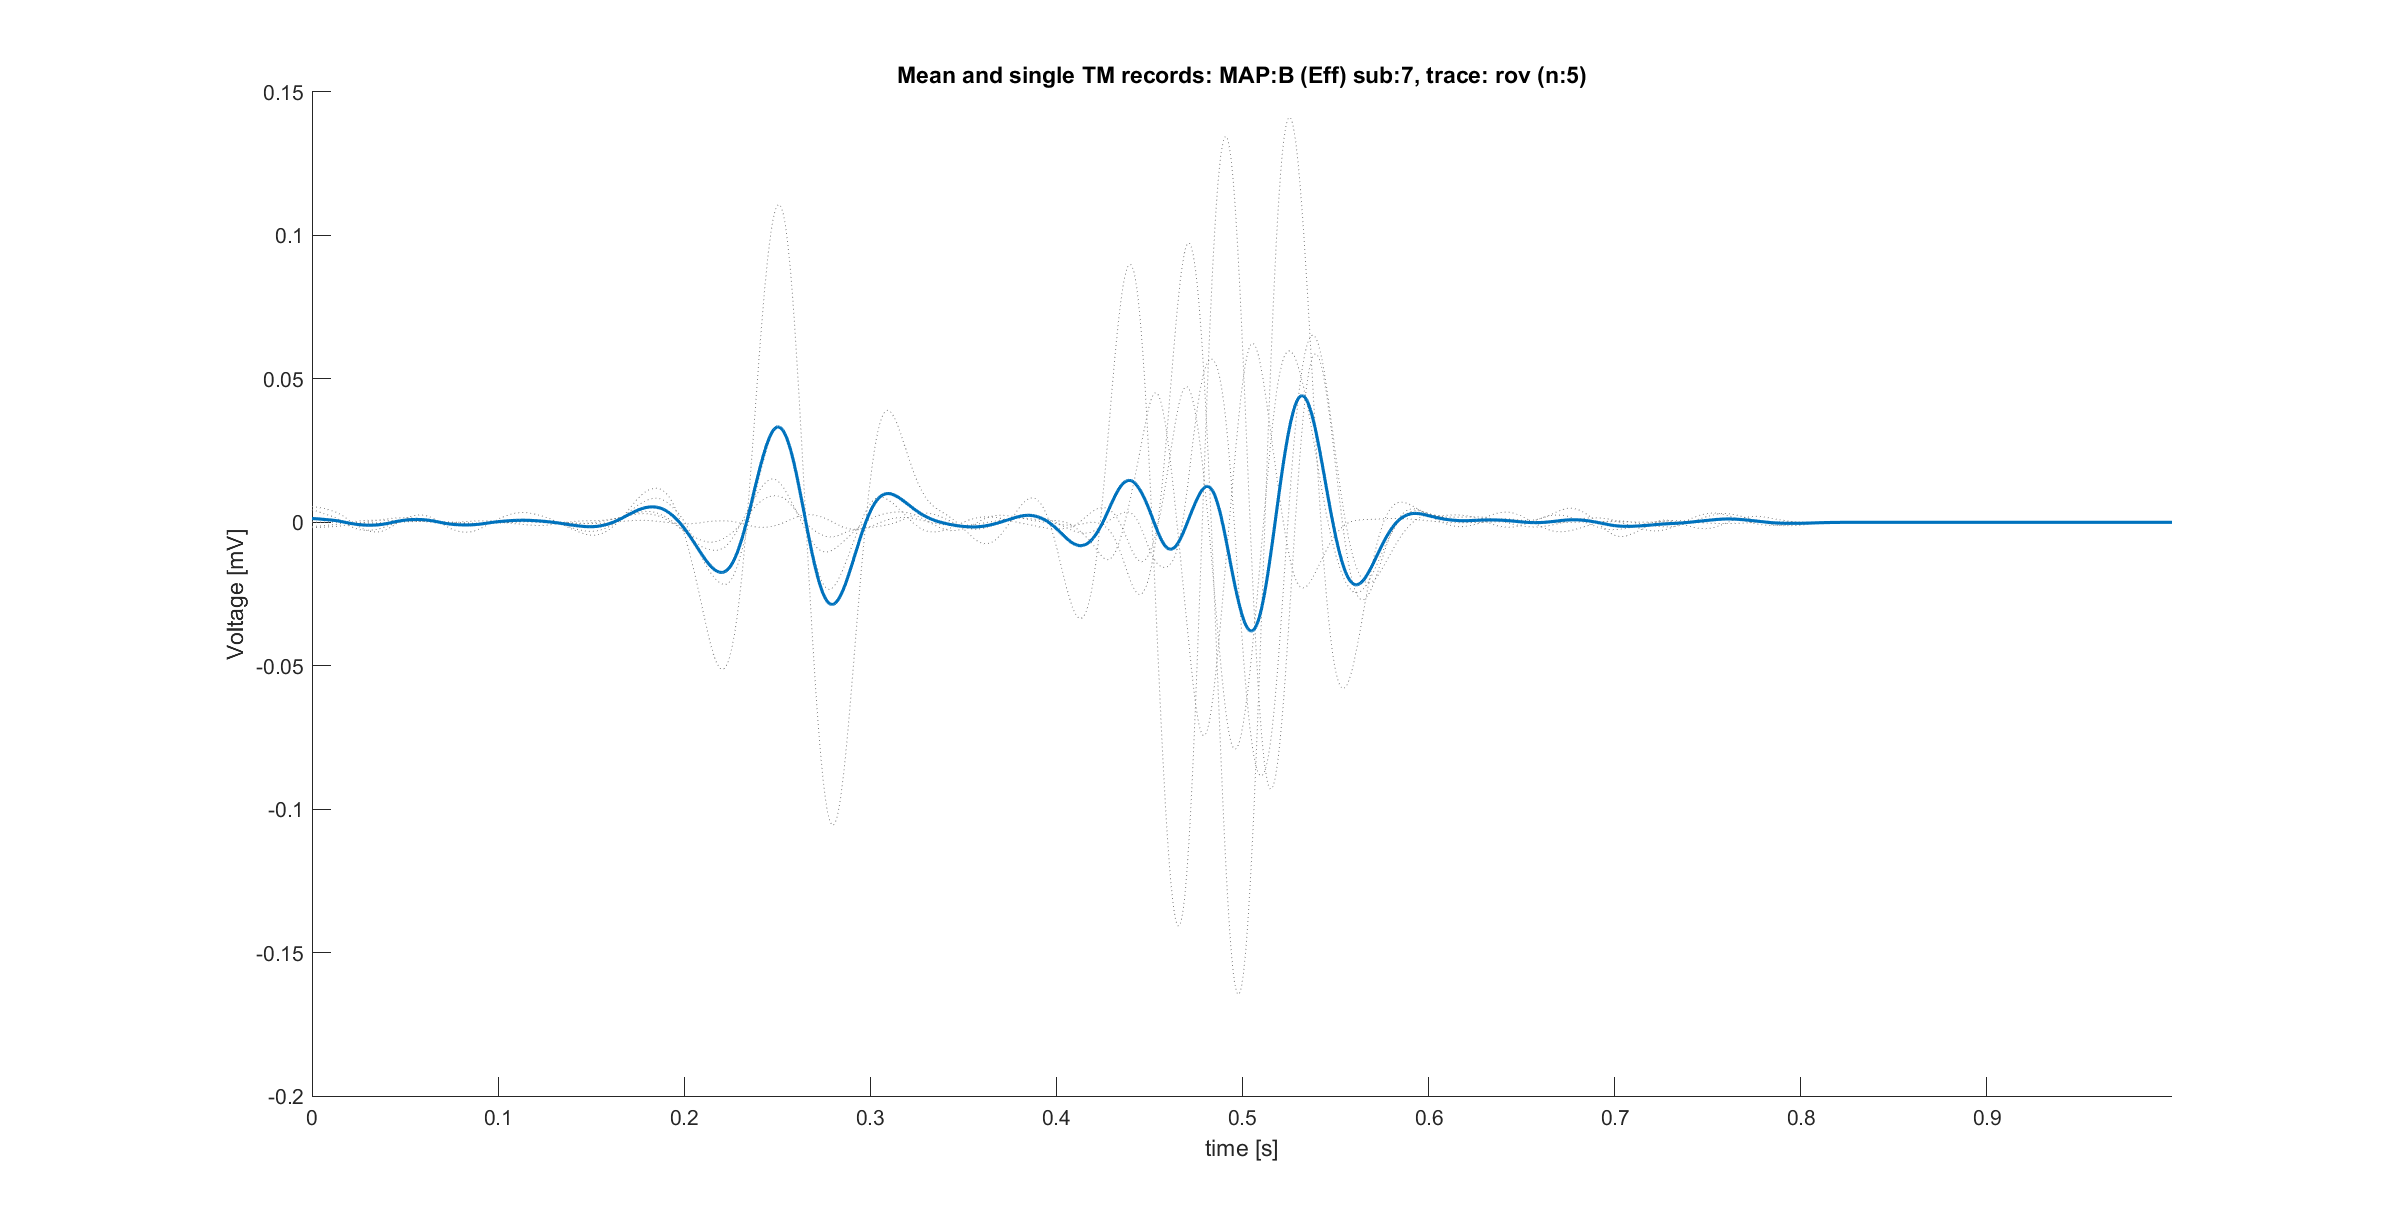 Mean and single TM records: MAP:B (Eff) sub:7, trace: rov (n:5)
0.15
0.1
0.05
0
-0.05
-0.1
-0.15
-0.2
Voltage [mV]
0 0.1 0.2 0.3 0.4 0.5 0.6 0.7 0.8 0.9
time [s]